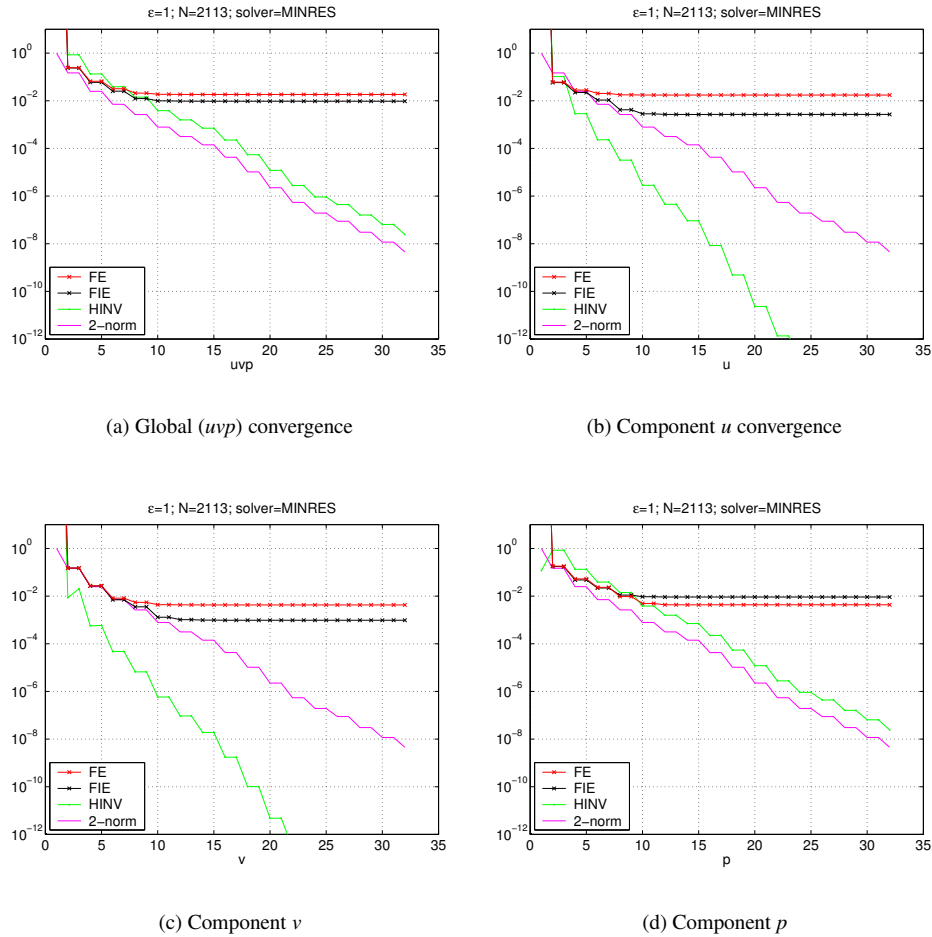 ε=1; N=2113; solver=MINRES
10^0
10^-2
10^-4
10^-6
10^-8
10^-10
10^-12
FE
FIE
HINV
2−norm
0 5 10 15 20 25 30 35
uvp
(a) Global (uvp) convergence
ε=1; N=2113; solver=MINRES
10^0
10^-2
10^-4
10^-6
10^-8
10^-10
10^-12
FE
FIE
HINV
2−norm
0 5 10 15 20 25 30 35
u
(b) Component u convergence
ε=1; N=2113; solver=MINRES
10^0
10^-2
10^-4
10^-6
10^-8
10^-10
10^-12
FE
FIE
HINV
2−norm
0 5 10 15 20 25 30 35
v
(c) Component v
ε=1; N=2113; solver=MINRES
10^0
10^-2
10^-4
10^-6
10^-8
10^-10
10^-12
FE
FIE
HINV
2−norm
0 5 10 15 20 25 30 35
p
(d) Component p